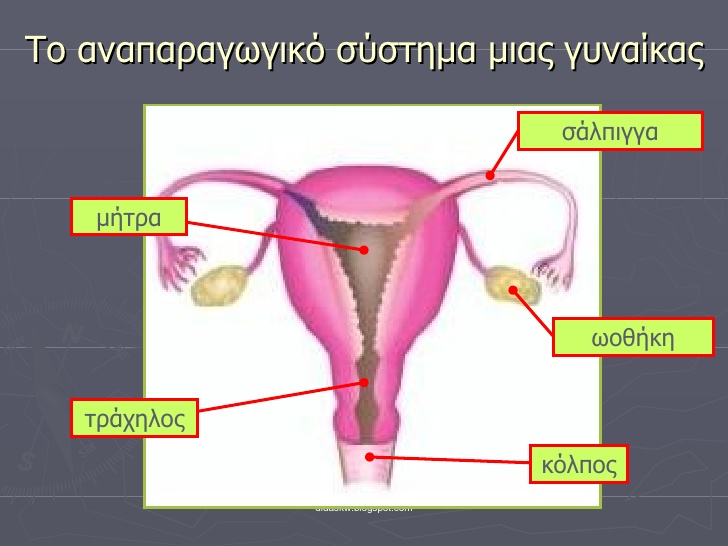 Το αναπαραγωγικό σύστημα μιας γυναίκας
σάλπιγγα
μήτρα
ωοθήκη
τράχηλος
κόλπος